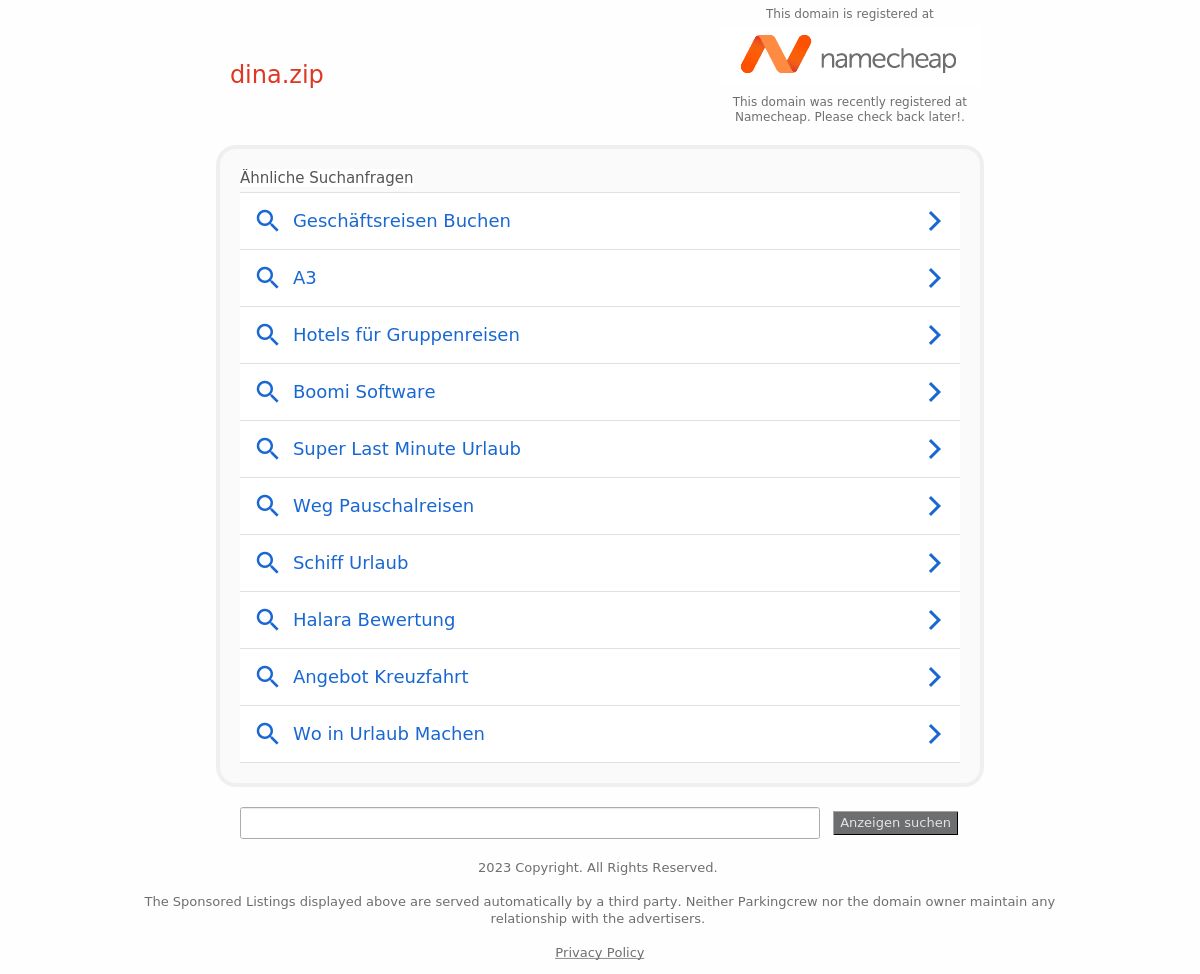 This domain is registered at
dina.zip
namecheap
This domain was recently registered at
Namecheap. Please check back later!.
Ähnliche Suchanfragen
Geschäftsreisen Buchen
A3
Hotels für Gruppenreisen
Boomi Software
Super Last Minute Urlaub
Weg Pauschalreisen
Schiff Urlaub
Halara Bewertung
Angebot Kreuzfahrt
Wo in Urlaub Machen
Anzeigen suchen
2023 Copyright. All Rights Reserved.
The Sponsored Listings displayed above are served automatically by a third party. Neither Parkingcrew nor the domain owner maintain any
relationship with the advertisers.
Privacy Policy